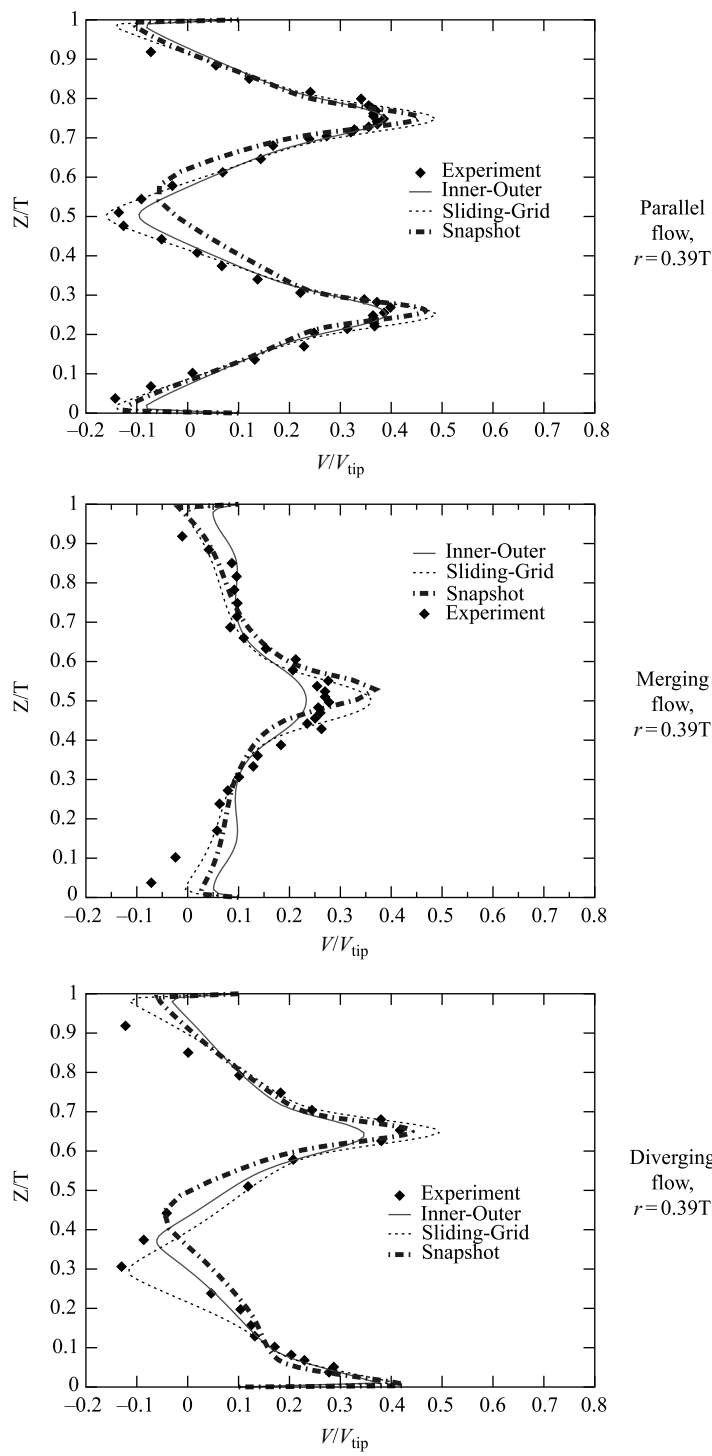 1
0.9
0.8
0.7
0.6
0.5
0.4
0.3
0.2
0.1
0
Z/T
Experiment
Inner-Outer
Sliding-Grid
Snapshot
–0.2 –0.1 0 0.1 0.2 0.3 0.4 0.5 0.6 0.7 0.8
V/Vtip
Parallel
flow,
r = 0.39T
1
0.9
0.8
0.7
0.6
0.5
0.4
0.3
0.2
0.1
0
Z/T
Inner-Outer
Sliding-Grid
Snapshot
Experiment
–0.2 –0.1 0 0.1 0.2 0.3 0.4 0.5 0.6 0.7 0.8
V/Vtip
Merging
flow,
r = 0.39T
1
0.9
0.8
0.7
0.6
0.5
0.4
0.3
0.2
0.1
0
Z/T
Experiment
Inner-Outer
Sliding-Grid
Snapshot
–0.2 –0.1 0 0.1 0.2 0.3 0.4 0.5 0.6 0.7 0.8
V/Vtip
Diverging
flow,
r = 0.39T